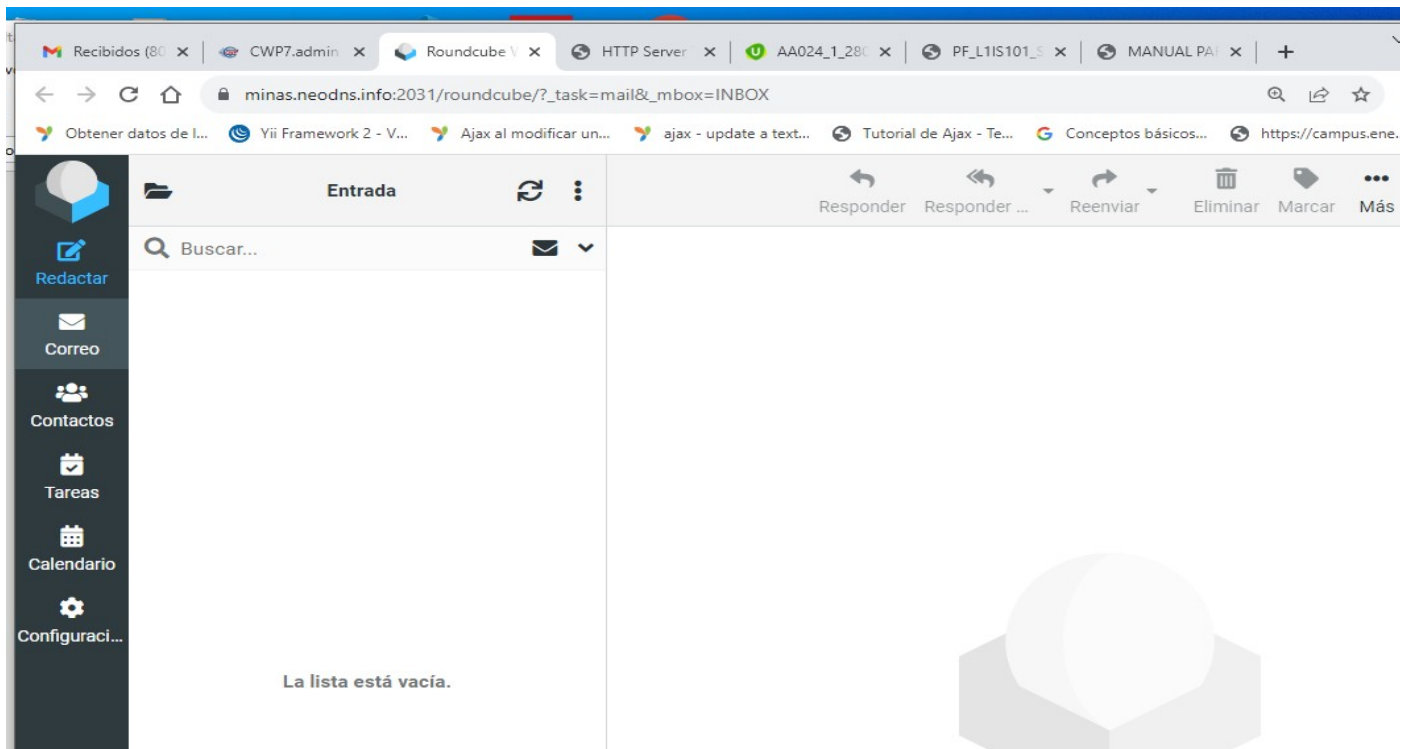 Recibidos (80
CWP7.admin
Roundcube
HTTP Server
AA024_1_280
PF_L1IS101_S
MANUAL PAR
minas.neodns.info:2031/roundcube/?_task=mail&_mbox=INBOX
Obtener datos de l...
Yii Framework 2 - V...
Ajax al modificar un...
ajax - update a text...
Tutorial de Ajax - Te...
Conceptos básicos...
https://campus.ene.
Entrada
Responder
Responder ...
Reenviar
Eliminar
Marcar
Más
Buscar...
Redactar
Correo
Contactos
Tareas
Calendario
Configuraci...
La lista está vacía.